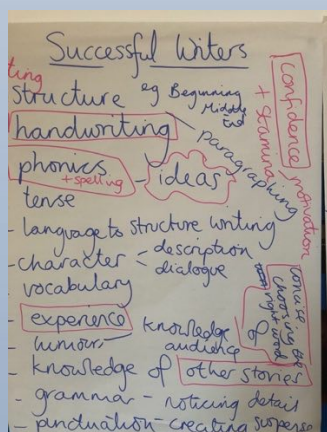 Successful Writers
ting
structure eg Beginning
Middle
End
handwriting
paragraphing
confidence
+ stamina / motivation
phonics
+ spelling
- ideas
tense
- language to structure writing
- character - description
dialogue
- vocabulary
concise
choosing the
right word
experience
- humour - knowledge of
audience
- knowledge of other stories
- grammar - noticing detail
- punctuation - creating suspense